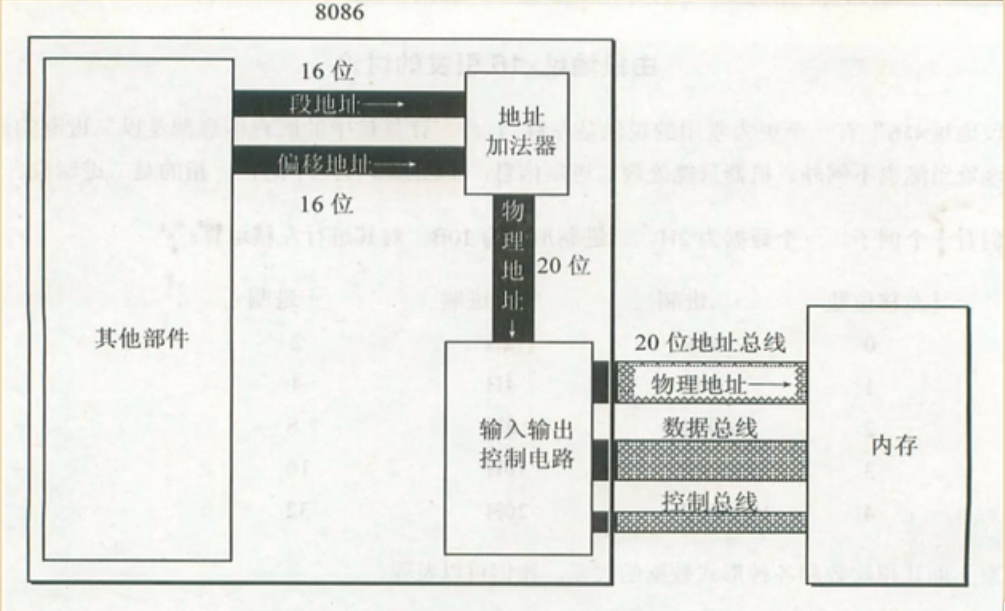 8086
16 位
段地址→
偏移地址→
16 位
地址
加法器
物
理
地
址
↓
20 位
其他部件
输入输出
控制电路
20 位地址总线
物理地址→
数据总线
控制总线
内存